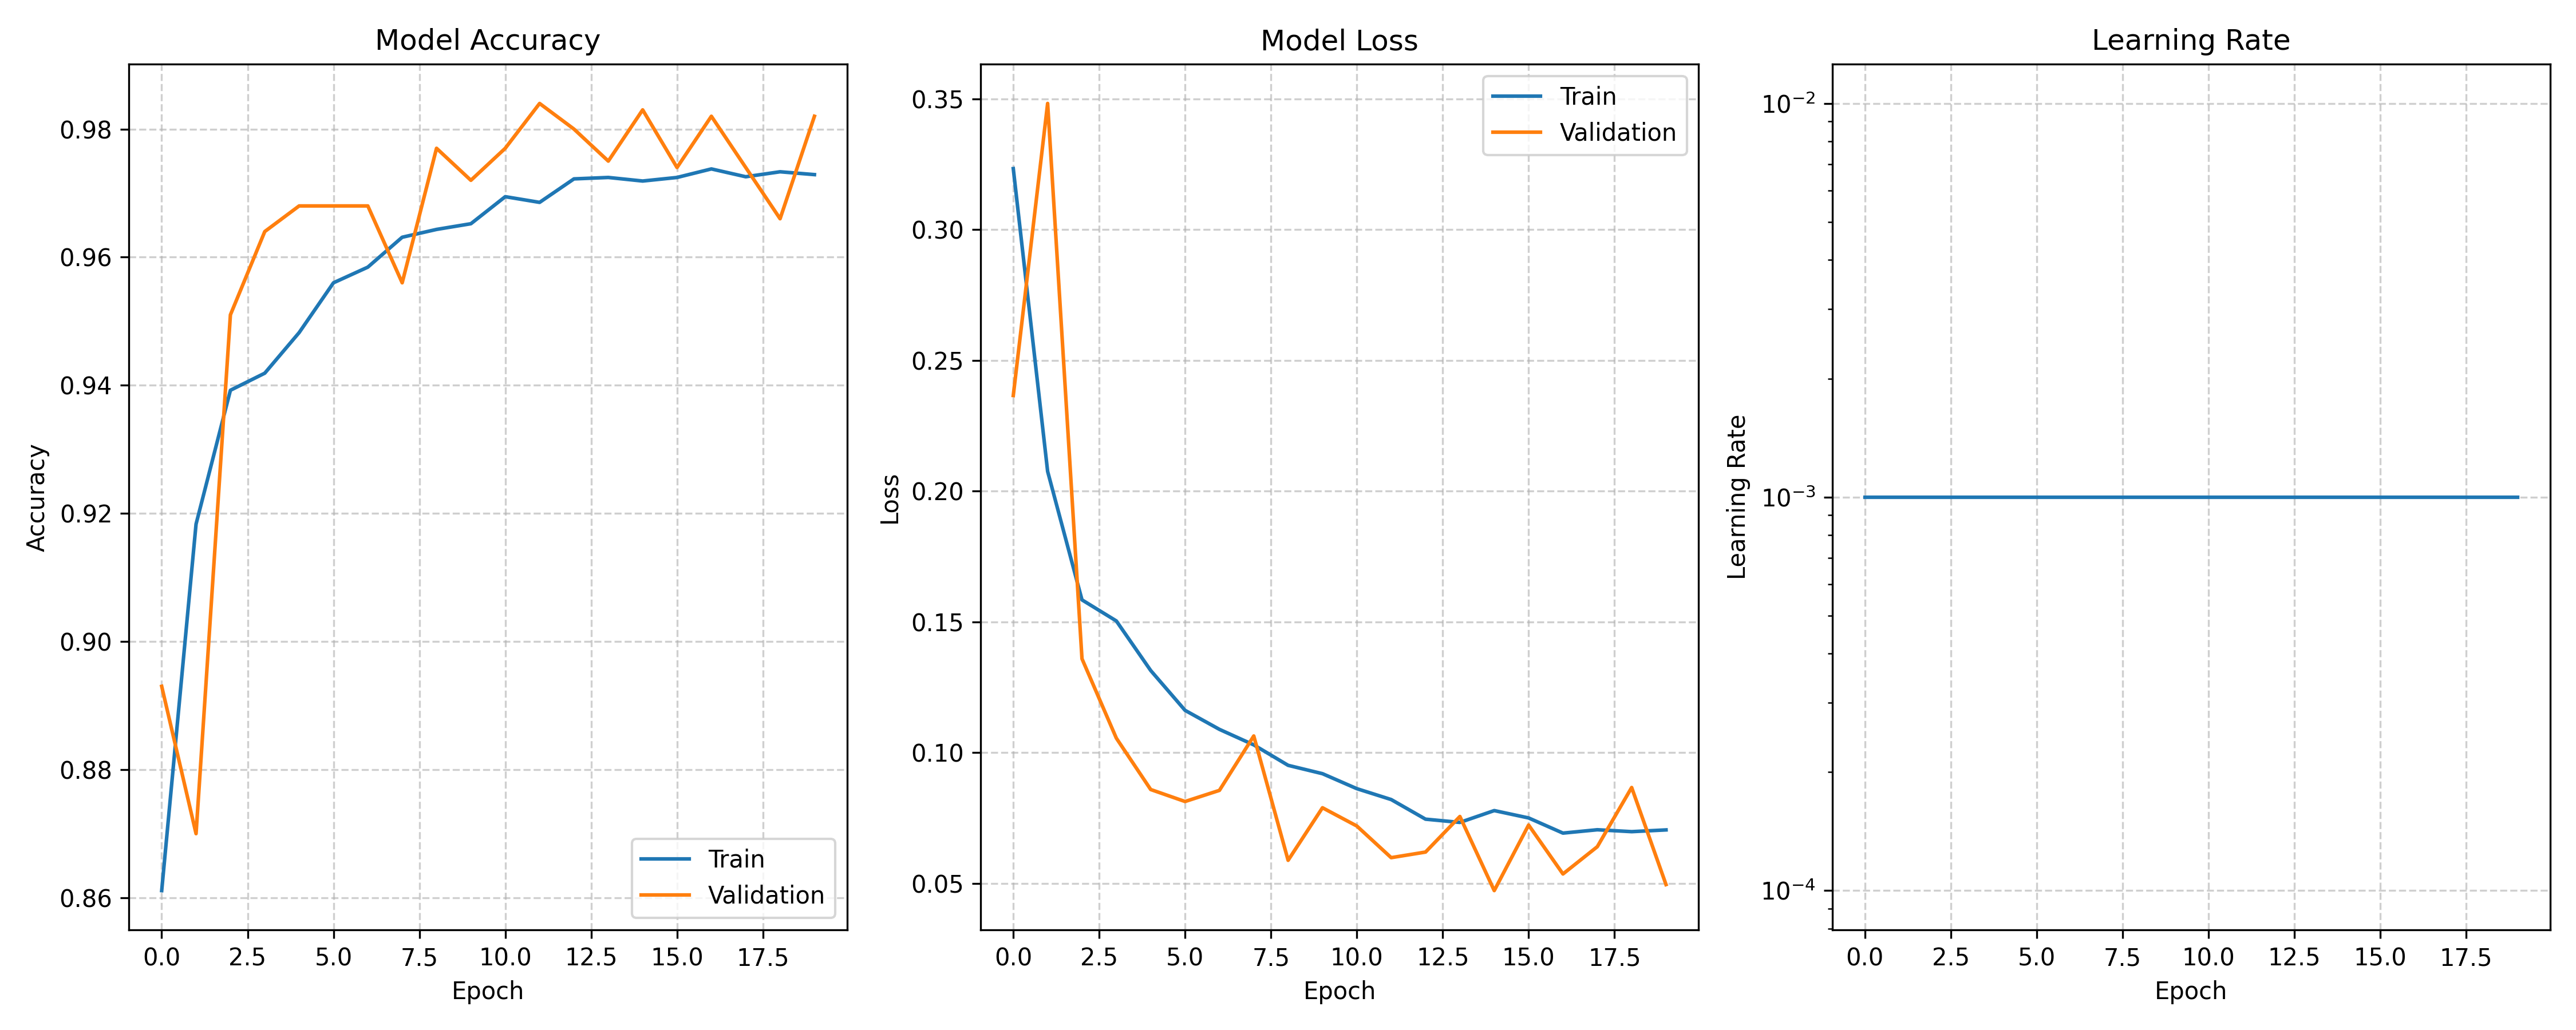 Model Accuracy
Accuracy
0.98
0.96
0.94
0.92
0.90
0.88
0.86
0.0 2.5 5.0 7.5 10.0 12.5 15.0 17.5
Epoch
Train
Validation
Model Loss
Loss
0.35
0.30
0.25
0.20
0.15
0.10
0.05
0.0 2.5 5.0 7.5 10.0 12.5 15.0 17.5
Epoch
Train
Validation
Learning Rate
Learning Rate
10⁻²
10⁻³
10⁻⁴
0.0 2.5 5.0 7.5 10.0 12.5 15.0 17.5
Epoch